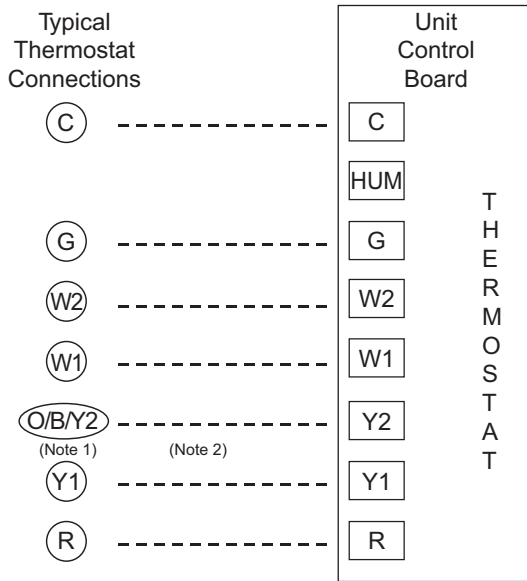 Typical
Thermostat
Connections
Unit
Control
Board
C
C
HUM
G
G
W2
W2
W1
W1
O/B/Y2
Y2
(Note 1)
(Note 2)
Y1
Y1
R
R
THERMOSTAT